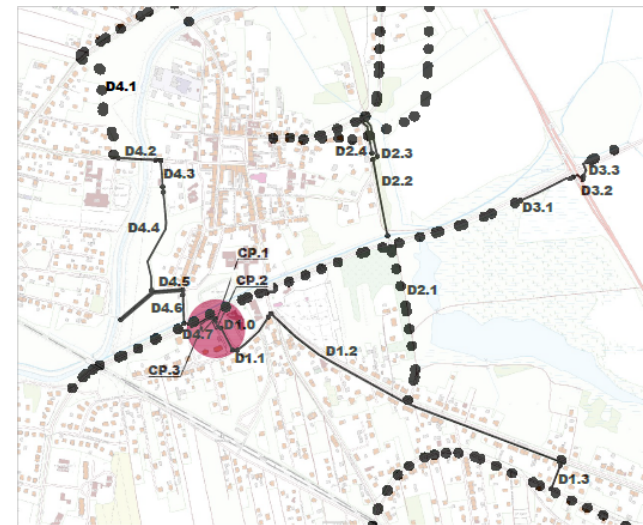 D4.1
D4.2
D2.4
D2.3
D4.3
D2.2
D3.3
D3.2
D3.1
D4.4
CP.1
CP.2
D4.5
D2.1
D4.6
D4.7
D1.0
D1.1
D1.2
CP.3
D1.3